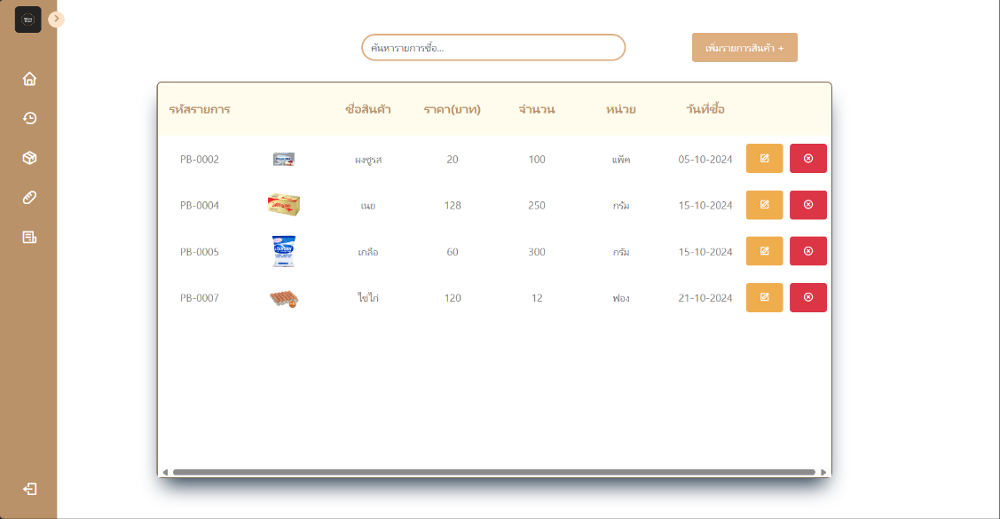 ค้นหารายการซื้อ...
เพิ่มรายการสินค้า +
รหัสรายการ ชื่อสินค้า ราคา(บาท) จำนวน หน่วย วันที่ซื้อ
PB-0002 ผงชูรส 20 100 แพ็ค 05-10-2024
PB-0004 เนย 128 250 กรัม 15-10-2024
PB-0005 เกลือ 60 300 กรัม 15-10-2024
PB-0007 ไข่ไก่ 120 12 ฟอง 21-10-2024